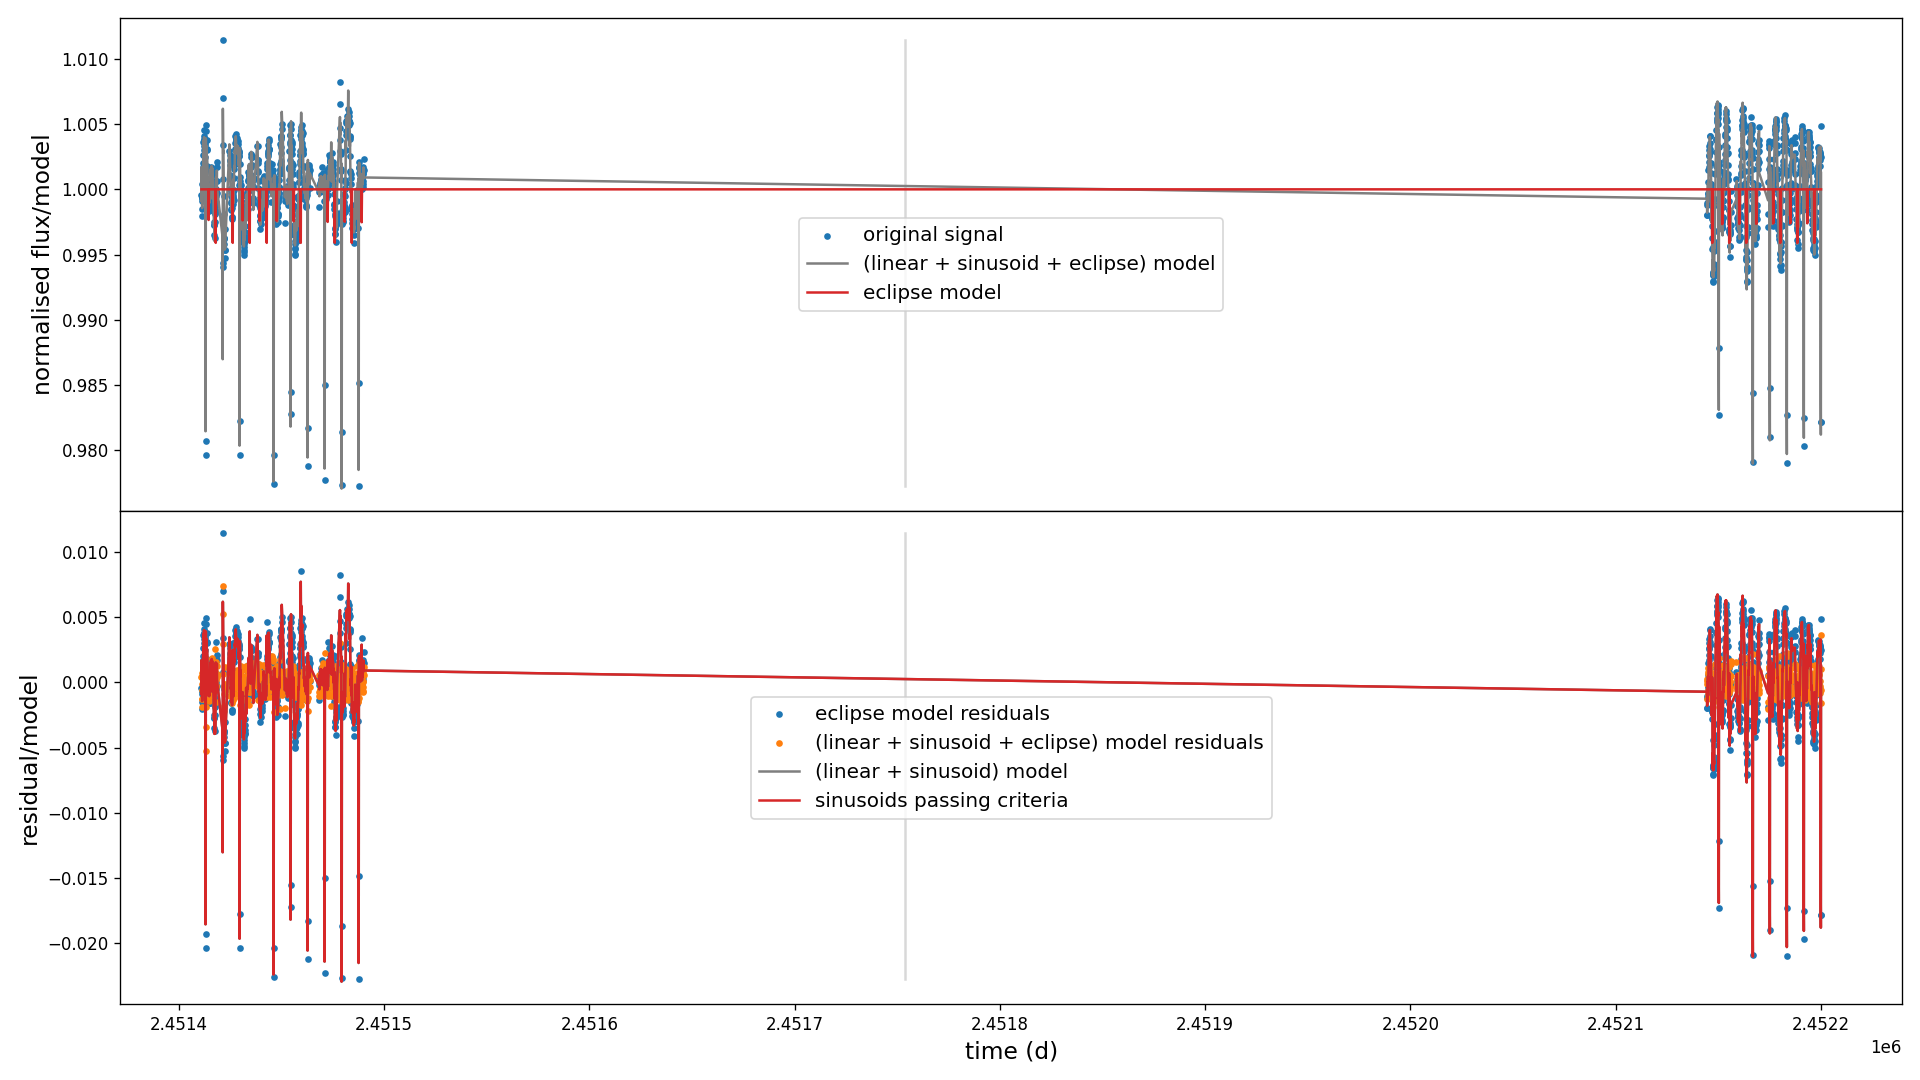 1.010
1.005
1.000
0.995
0.990
0.985
0.980
normalised flux/model
original signal
(linear + sinusoid + eclipse) model
eclipse model
0.010
0.005
0.000
−0.005
−0.010
−0.015
−0.020
residual/model
eclipse model residuals
(linear + sinusoid + eclipse) model residuals
(linear + sinusoid) model
sinusoids passing criteria
2.4514 2.4515 2.4516 2.4517 2.4518 2.4519 2.4520 2.4521 2.4522
1e6
time (d)